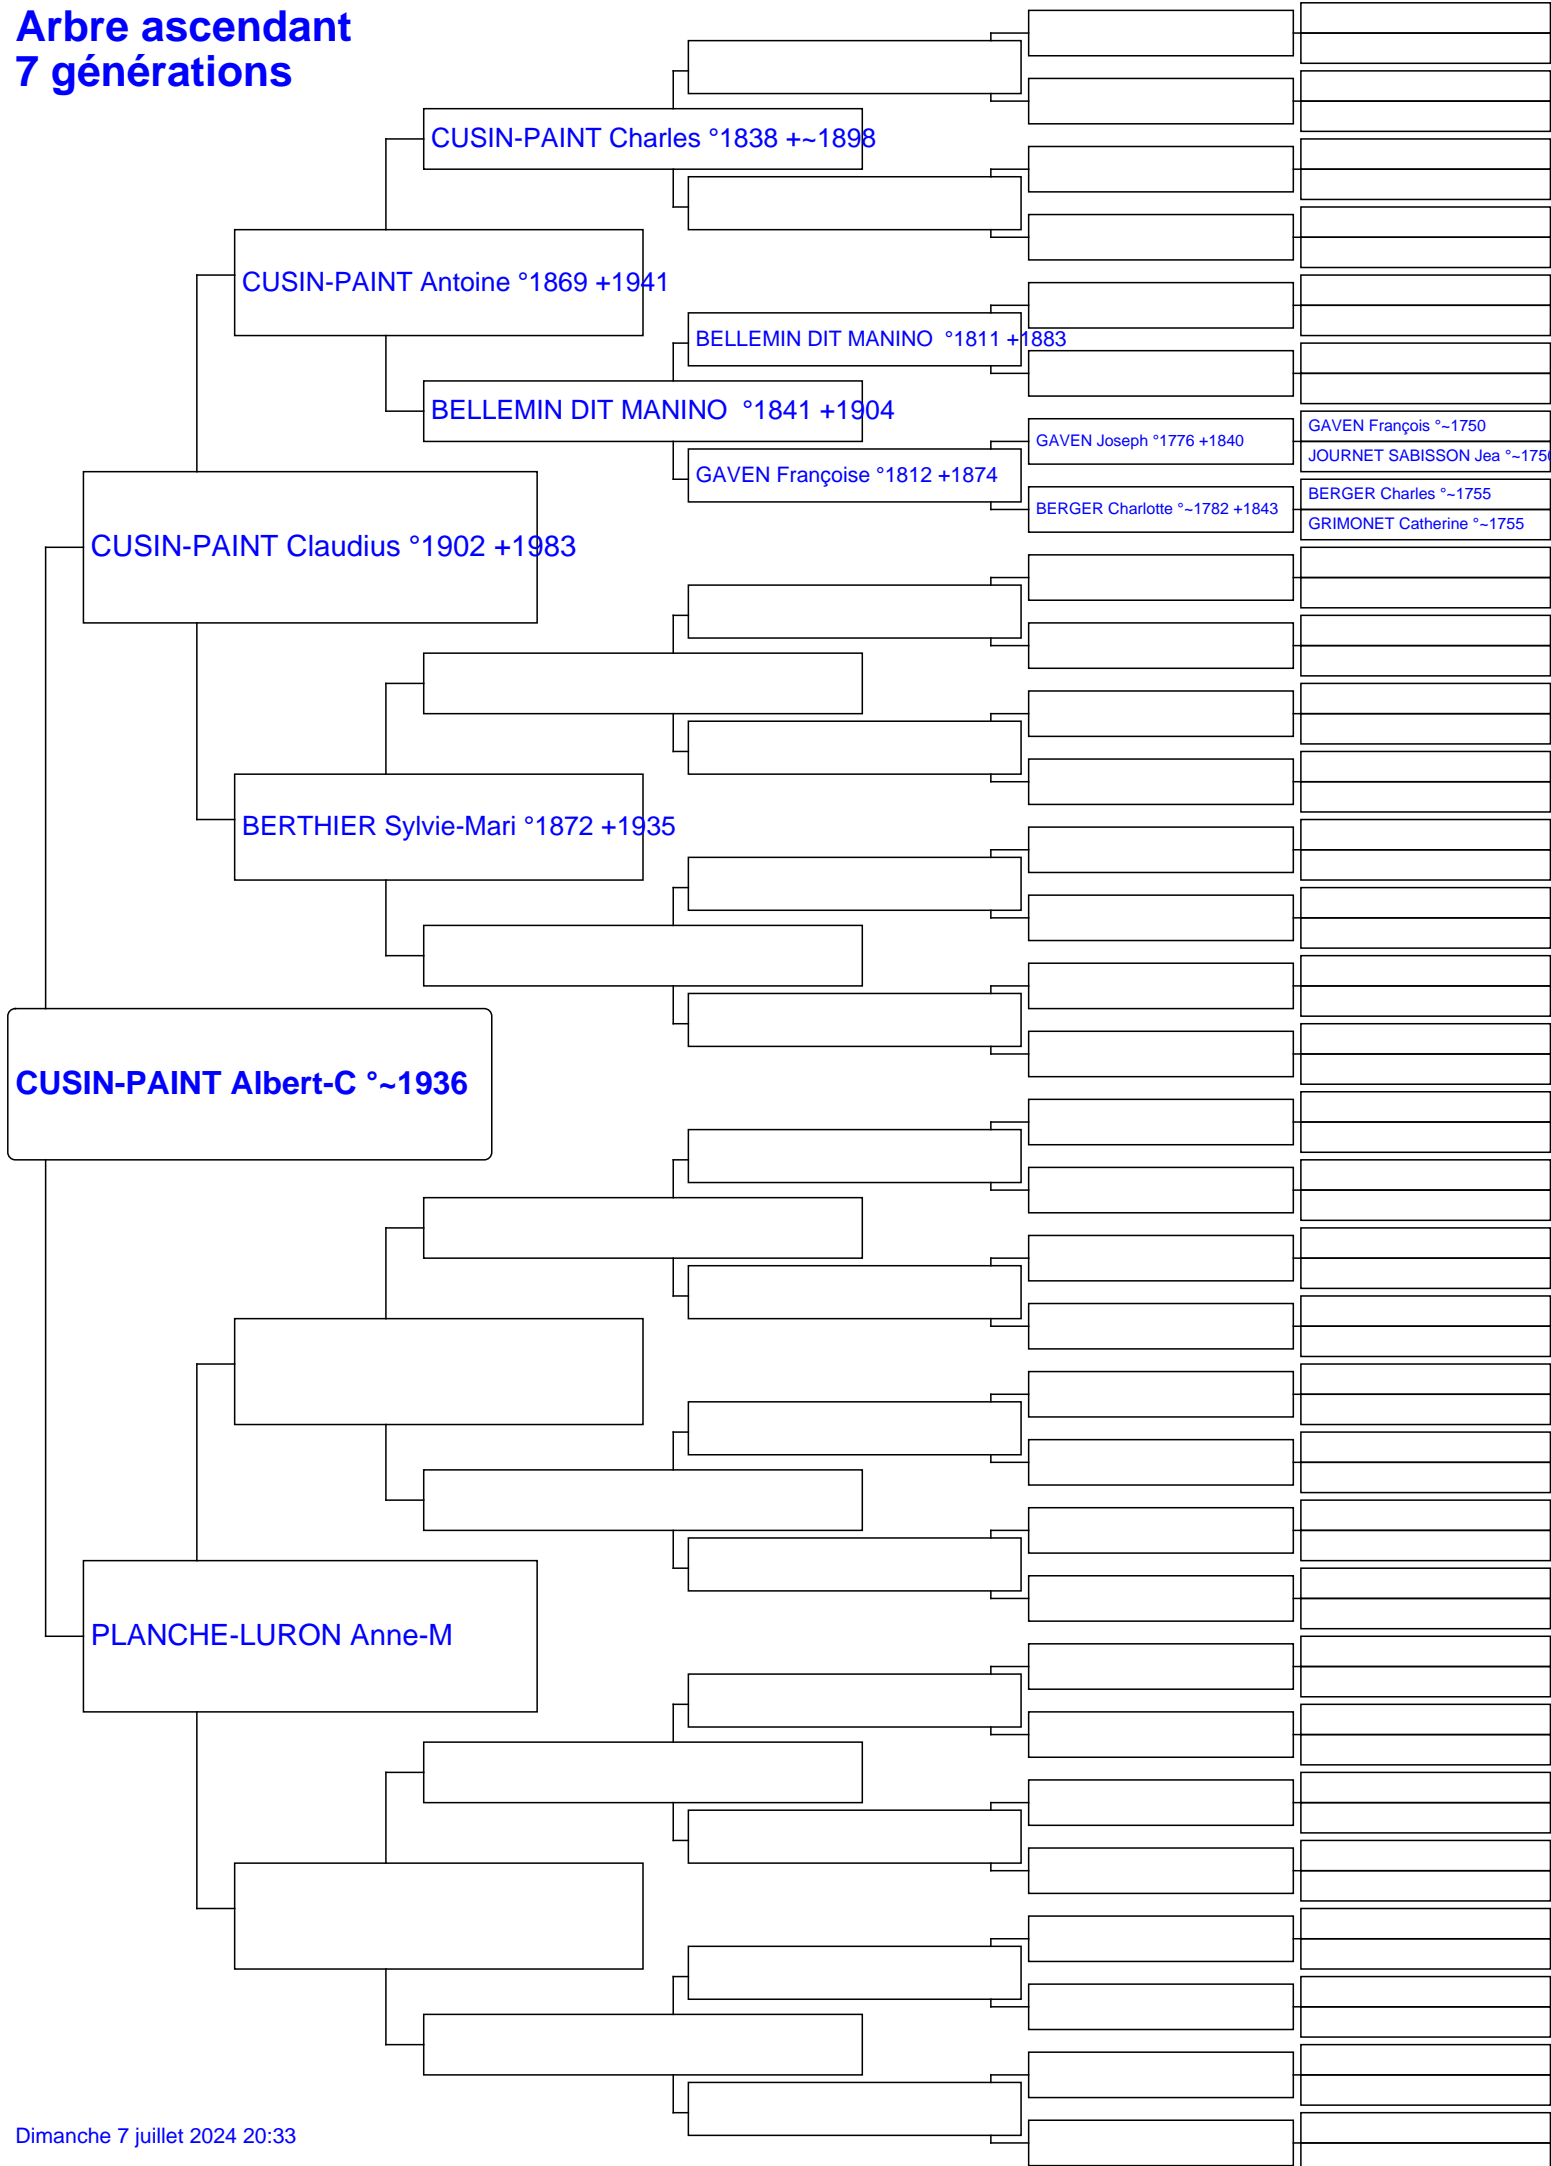 Arbre ascendant
7 générations
CUSIN-PAINT Charles °1838 +~1898
CUSIN-PAINT Antoine °1869 +1941
BELLEMIN DIT MANINO  °1811 +1883
BELLEMIN DIT MANINO  °1841 +1904
GAVEN François °~1750
GAVEN Joseph °1776 +1840
JOURNET SABISSON Jea °~1750
GAVEN Françoise °1812 +1874
BERGER Charles °~1755
BERGER Charlotte °~1782 +1843
GRIMONET Catherine °~1755
CUSIN-PAINT Claudius °1902 +1983
BERTHIER Sylvie-Mari °1872 +1935
CUSIN-PAINT Albert-C °~1936
PLANCHE-LURON Anne-M
Dimanche 7 juillet 2024 20:33